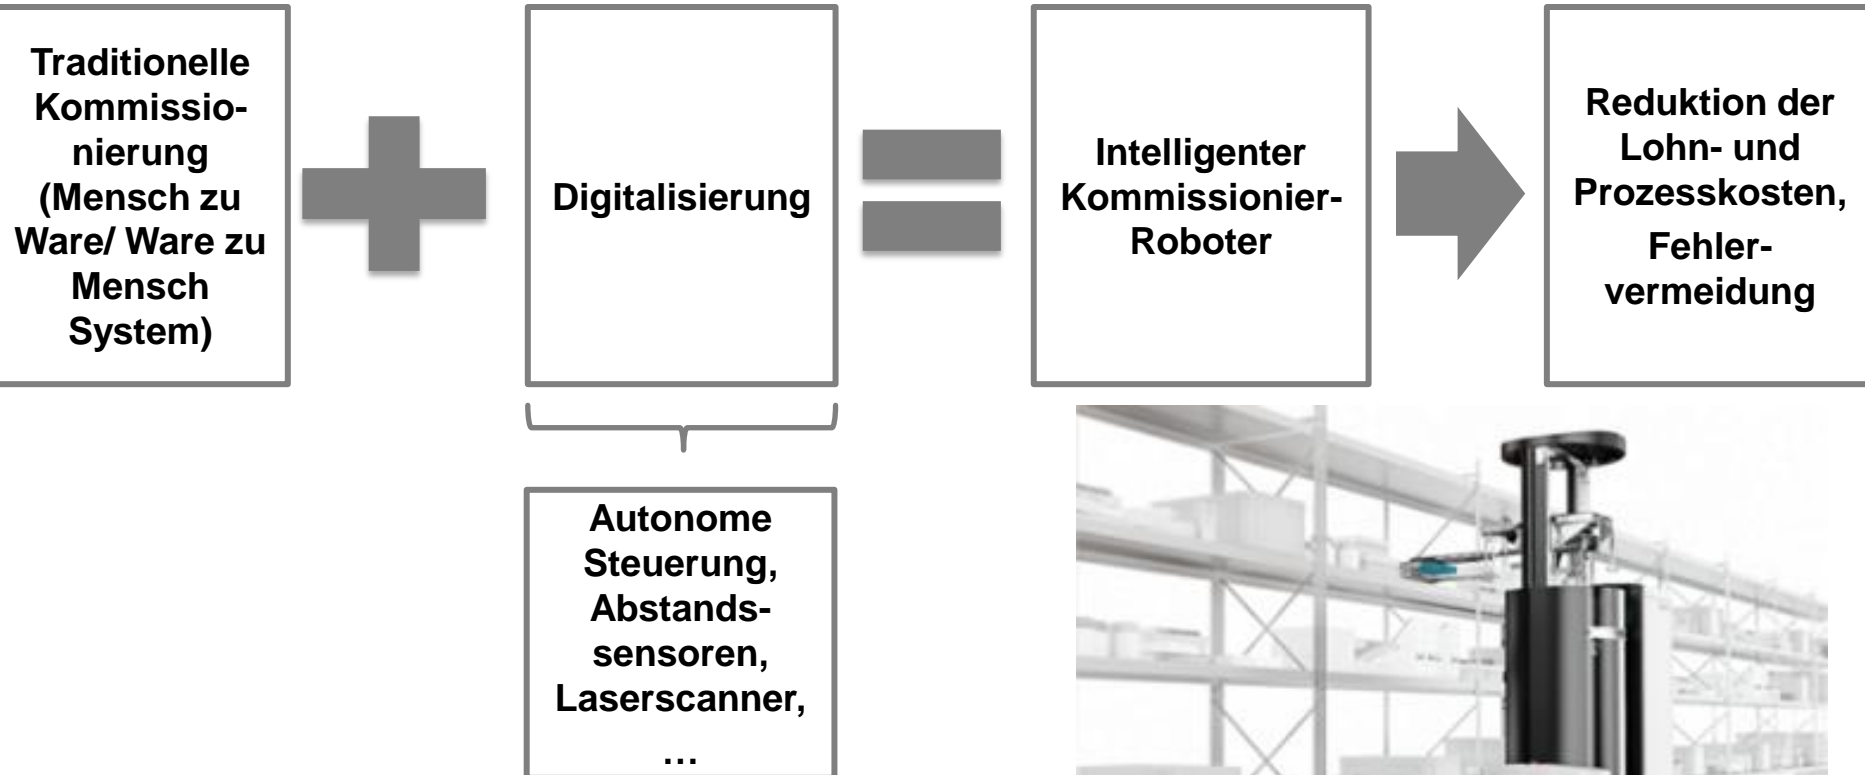 Traditionelle
Kommissio-
nierung
(Mensch zu
Ware/ Ware zu
Mensch
System)
Digitalisierung
Intelligenter
Kommissionier-
Roboter
Reduktion der
Lohn- und
Prozesskosten,
Fehler-
vermeidung
Autonome
Steuerung,
Abstands-
sensoren,
Laserscanner,
...